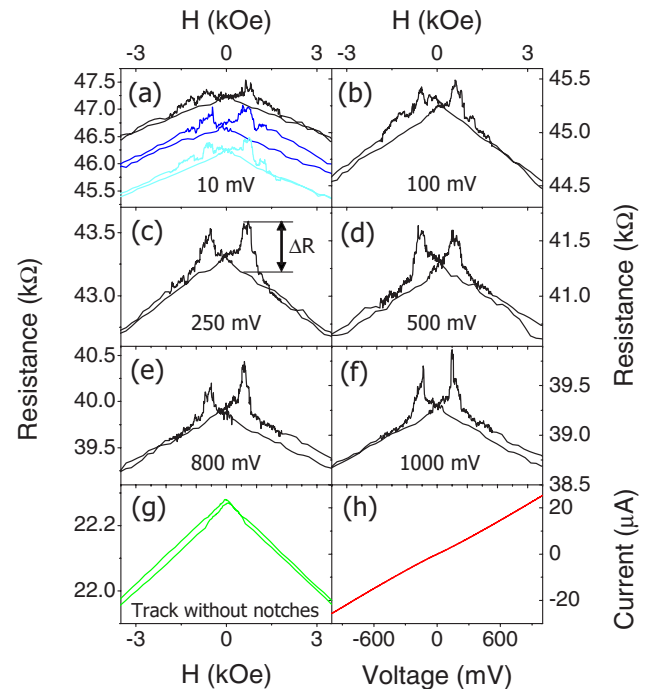 H (kOe) H (kOe)
-3 0 3 -3 0 3
(a) (b)
47.5
47.0
46.5
46.0
45.5
10 mV 100 mV
45.5
45.0
44.5
(c) (d)
43.5
43.0
ΔR
250 mV 500 mV
41.5
41.0
Resistance (kΩ) Resistance (kΩ)
(e) (f)
40.5
40.0
39.5
800 mV 1000 mV
39.5
39.0
38.5
(g) (h)
22.2
22.0
Track without notches
20
0
-20
Current (μA)
-3 0 3 -600 0 600
H (kOe) Voltage (mV)